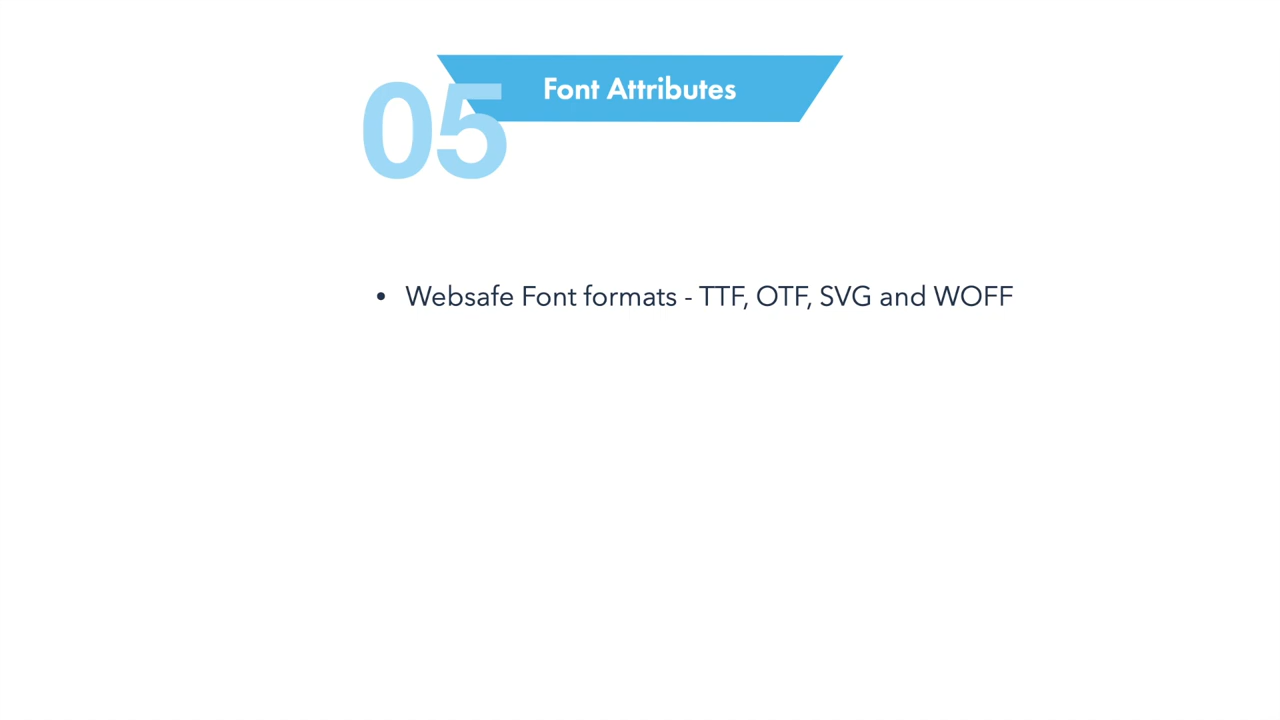 05
Font Attributes
• Websafe Font formats - TTF, OTF, SVG and WOFF